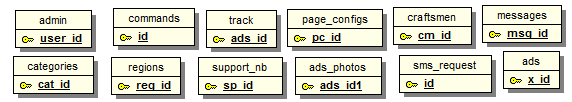 admin
user_id
commands
id
track
ads_id
page_configs
pc_id
craftsmen
cm_id
messages
msg_id
categories
cat_id
regions
reg_id
support_nb
sp_id
ads_photos
ads_id1
sms_request
id
ads
x_id